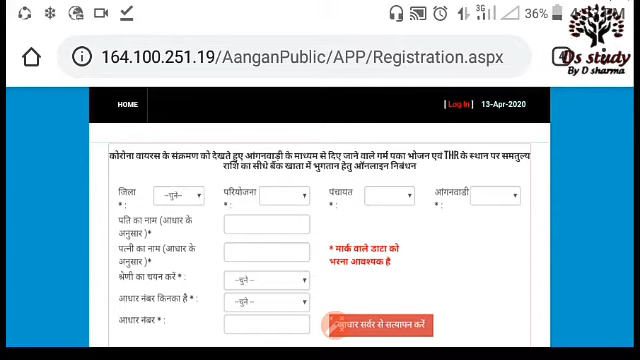 3G
36%
164.100.251.19/AanganPublic/APP/Registration.aspx
Ds study
By D sharma
HOME
[ Log In ] 13-Apr-2020
कोरोना वायरस के संक्रमण को देखते हुए आंगनवाड़ी के माध्यम से दिए जाने वाले गर्म पका भोजन एवं THR के स्थान पर समतुल्य
राशि का सीधे बैंक खाता में भुगतान हेतु ऑनलाइन निबंधन
जिला * : --चुने-- परियोजना : पंचायत * : आंगनवाडी * :
पति का नाम (आधार के
अनुसार )*
पत्नी का नाम (आधार के
अनुसार )*
* मार्क वाले डाटा को
भरना आवश्यक है
श्रेणी का चयन करें * : --चुने --
आधार नंबर किनका है* : --चुने --
आधार नंबर * : आधार सर्वर से सत्यापन करें